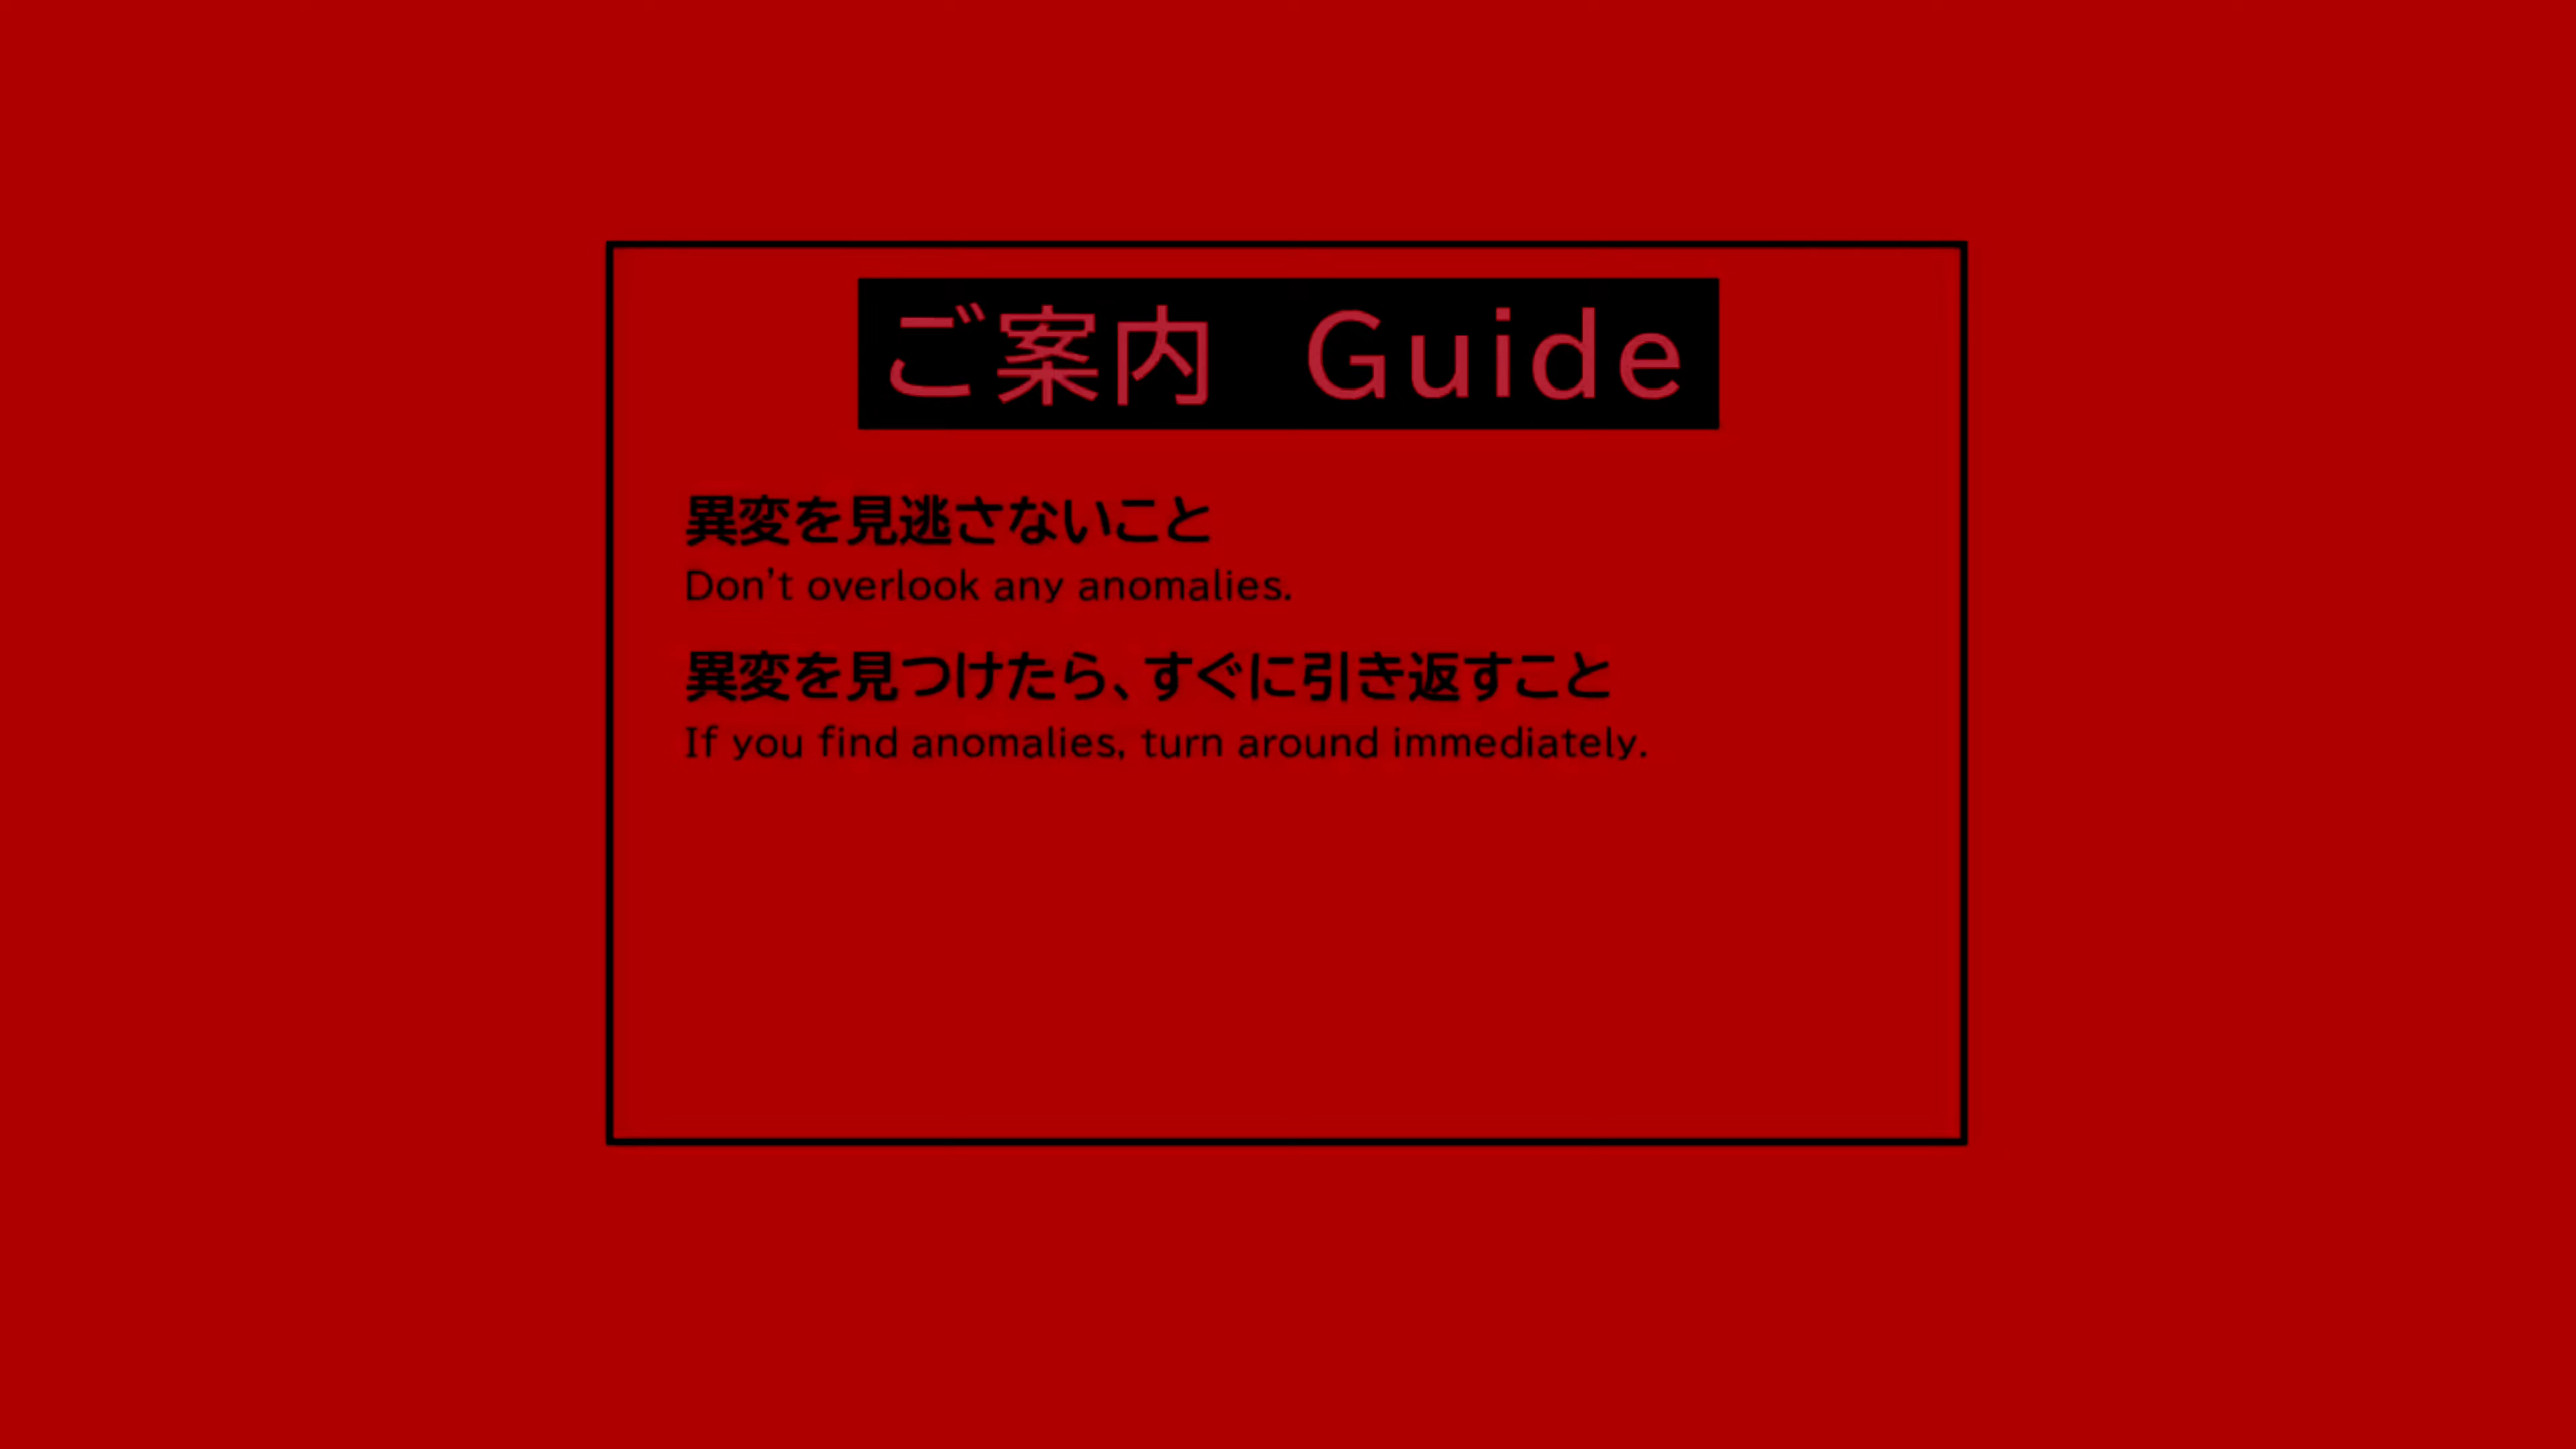 ご案内 Guide
異変を見逃さないこと
Don't overlook any anomalies.
異変を見つけたら、すぐに引き返すこと
If you find anomalies, turn around immediately.